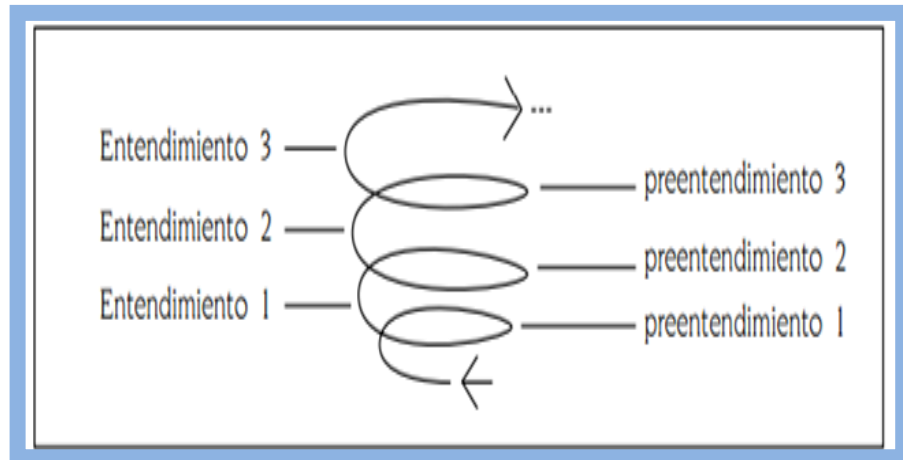 ...
Entendimiento 3
preentendimiento 3
Entendimiento 2
preentendimiento 2
Entendimiento 1
preentendimiento 1